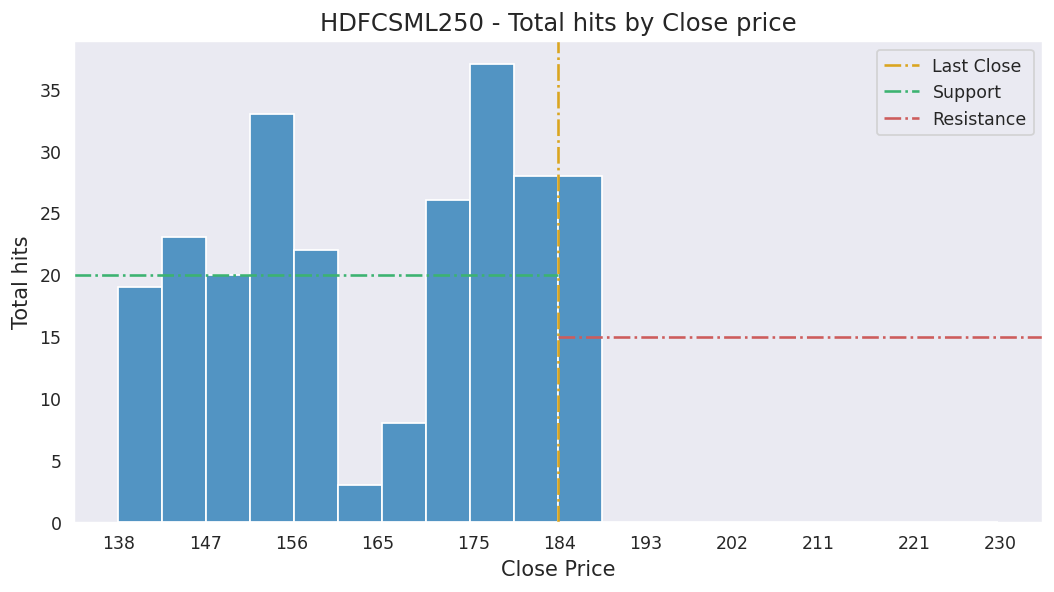 HDFCSML250 - Total hits by Close price
Last Close
Support
Resistance
Total hits
35
30
25
20
15
10
5
0
138 147 156 165 175 184 193 202 211 221 230
Close Price